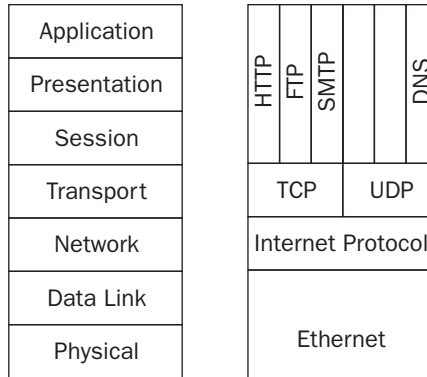 Application
Presentation
Session
Transport
Network
Data Link
Physical
HTTP
FTP
SMTP
DNS
TCP
UDP
Internet Protocol
Ethernet